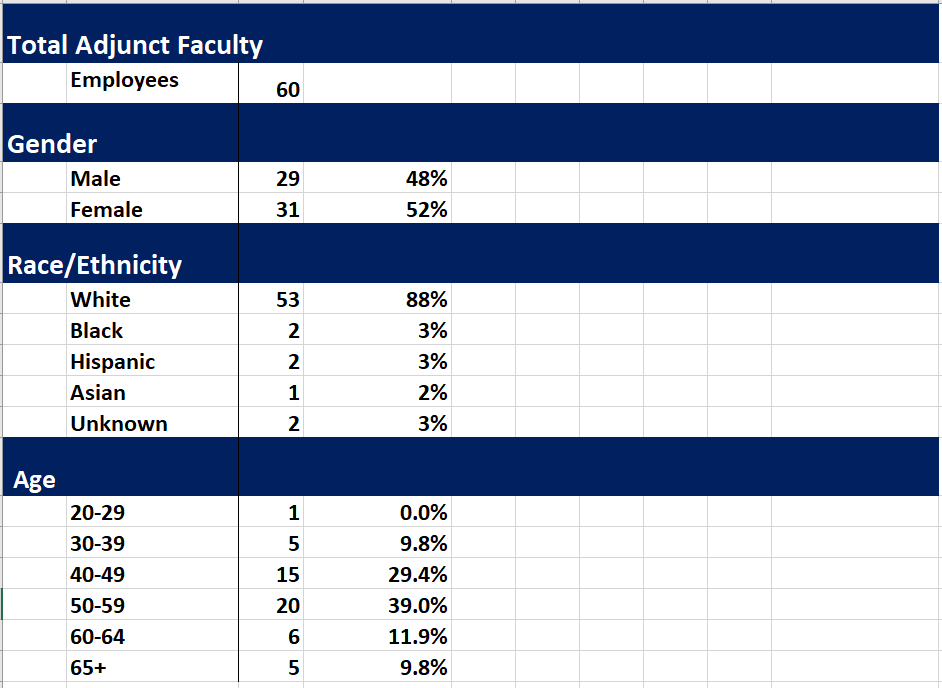 Total Adjunct Faculty
Employees 60
Gender
Male 29 48%
Female 31 52%
Race/Ethnicity
White 53 88%
Black 2 3%
Hispanic 2 3%
Asian 1 2%
Unknown 2 3%
Age
20-29 1 0.0%
30-39 5 9.8%
40-49 15 29.4%
50-59 20 39.0%
60-64 6 11.9%
65+ 5 9.8%